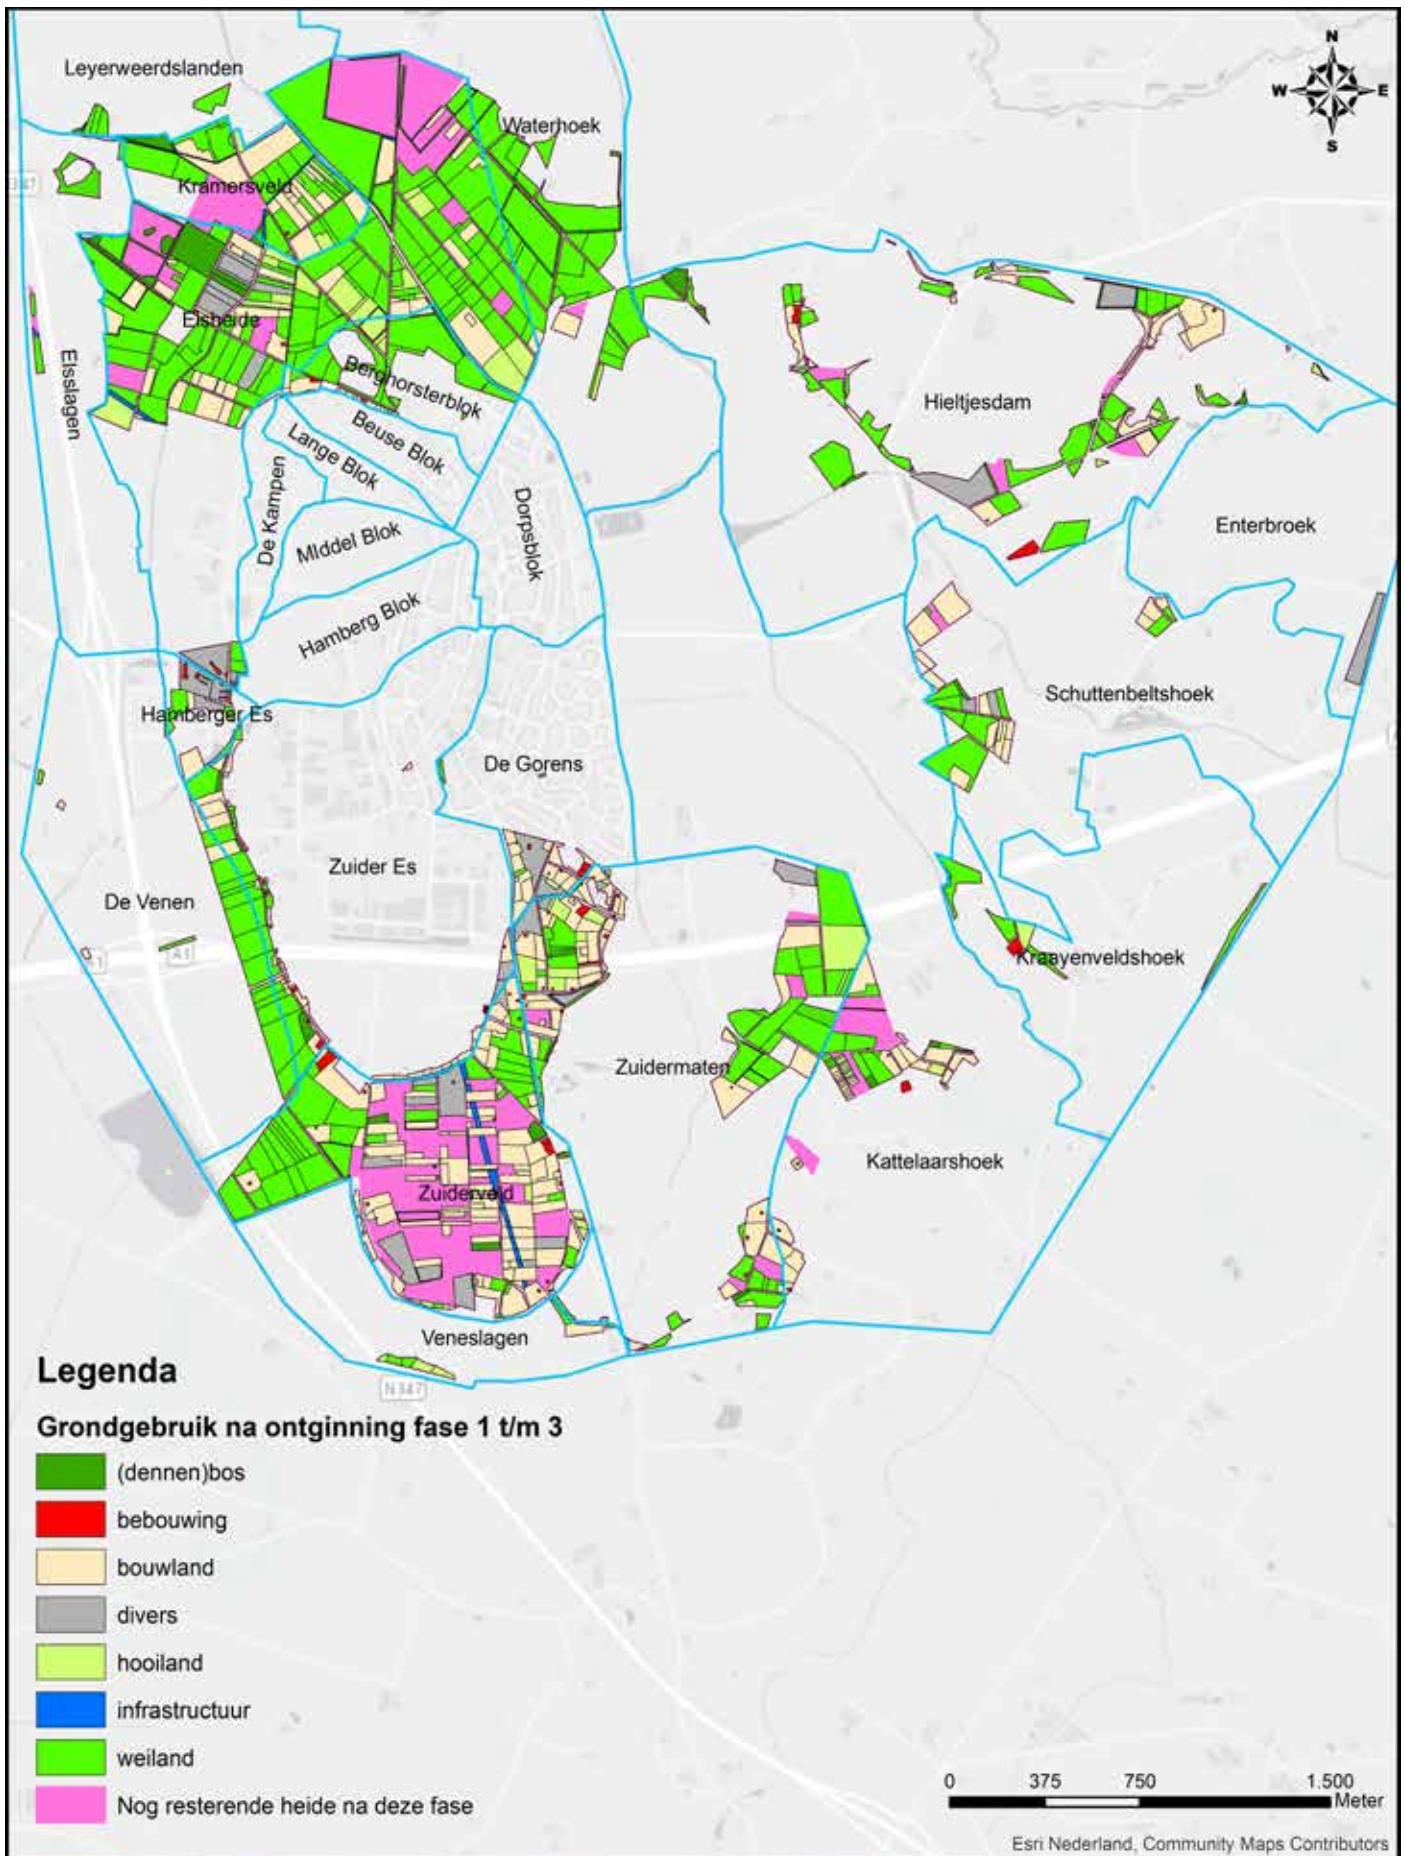 N
W E
S
Leyerweerdslanden
Waterhoek
Kramersveld
Elsheide
Elsslagen
Berghorsterblok
Beuse Blok
Lange Blok
De Kampen
MIddel Blok
Dorpsblok
Hamberg Blok
Hieltjesdam
Enterbroek
Schuttenbeltshoek
Hamberger Es
De Gorens
Zuider Es
De Venen
A1
Kraayenveldshoek
Zuidermaten
Kattelaarshoek
Zuiderveld
Veneslagen
N 347
Legenda
Grondgebruik na ontginning fase 1 t/m 3
(dennen)bos
bebouwing
bouwland
divers
hooiland
infrastructuur
weiland
Nog resterende heide na deze fase
0 375 750 1.500
Meter
Esri Nederland, Community Maps Contributors